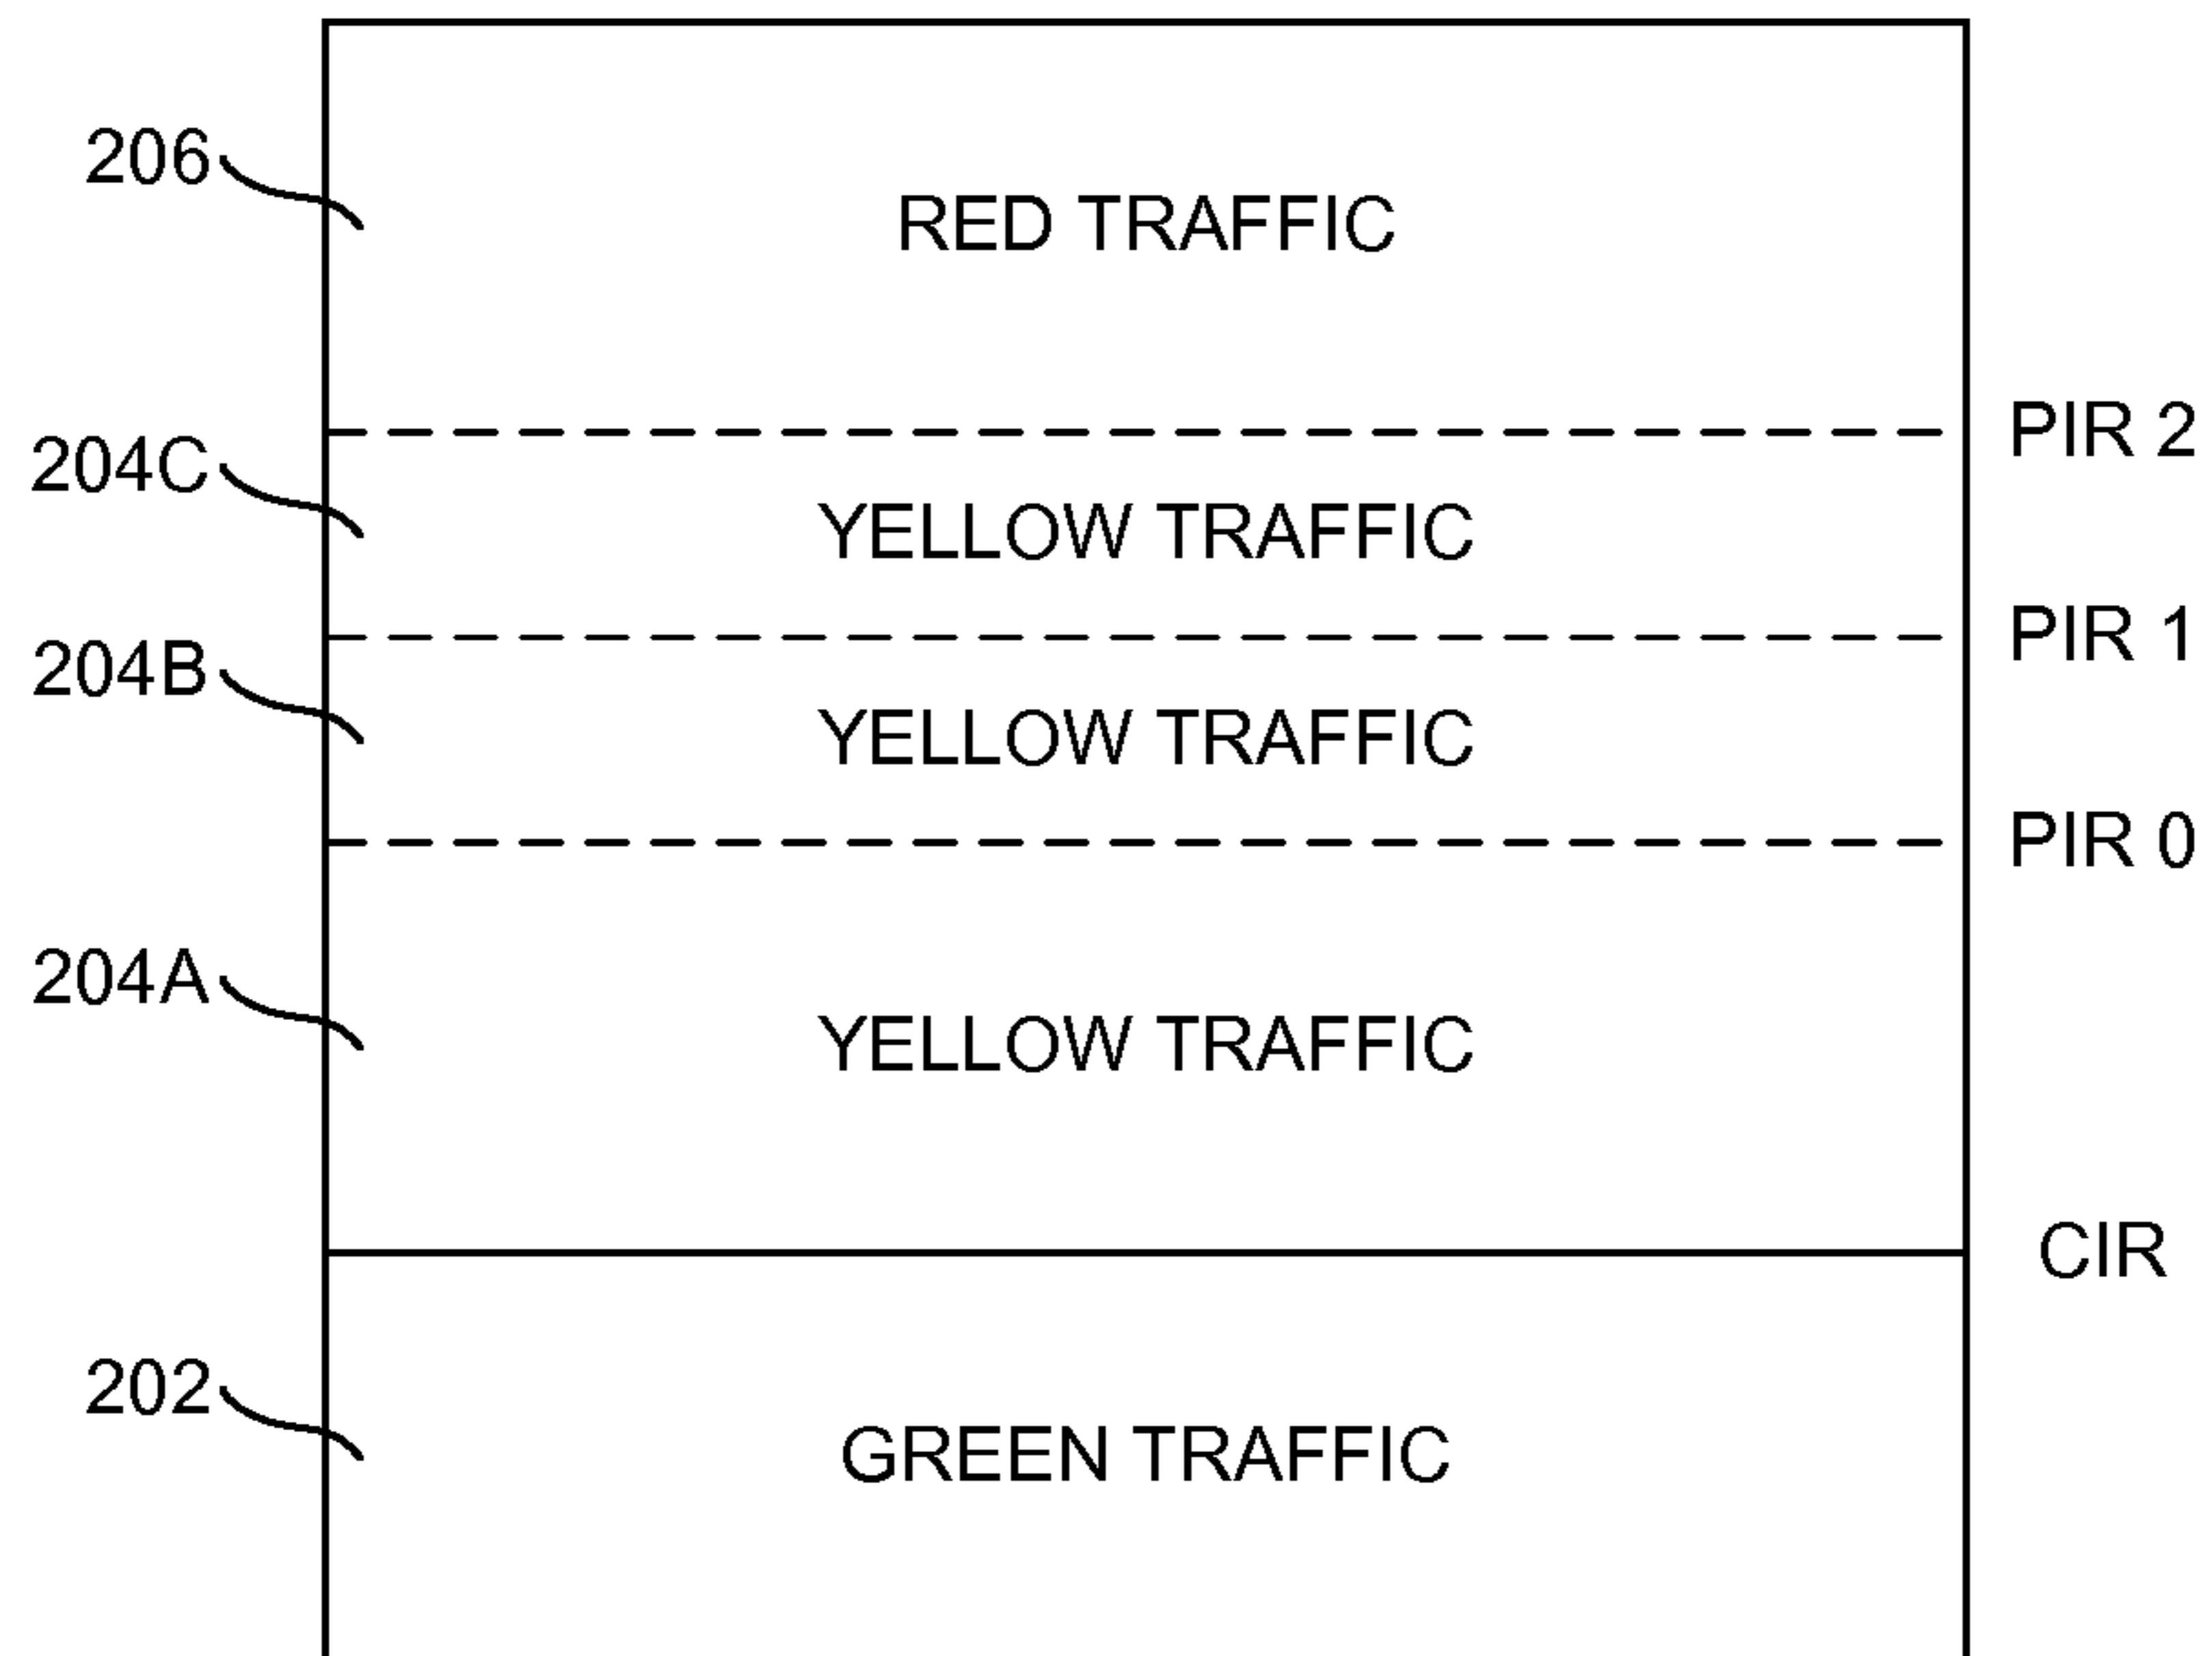 206
RED TRAFFIC
PIR 2
204C
YELLOW TRAFFIC
PIR 1
204B
YELLOW TRAFFIC
PIR 0
204A
YELLOW TRAFFIC
CIR
202
GREEN TRAFFIC